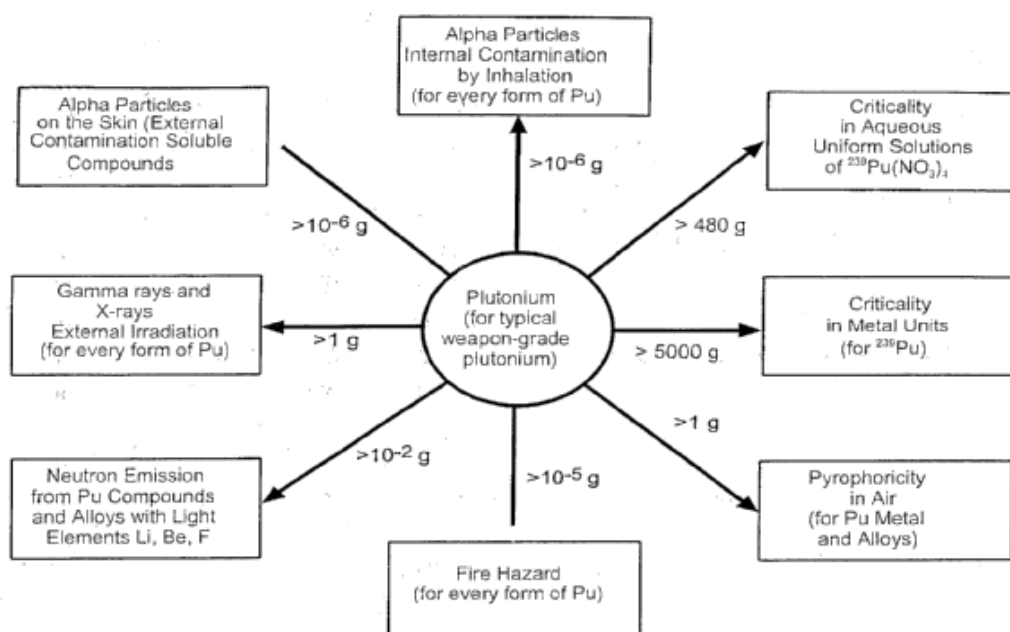 Alpha Particles
Internal Contamination
by Inhalation
(for every form of Pu)
>10⁻⁶ g
Alpha Particles
on the Skin (External
Contamination Soluble
Compounds
>10⁻⁶ g
Criticality
in Aqueous
Uniform Solutions
of ²³⁹Pu(NO₃)₄
> 480 g
Gamma rays and
X-rays
External Irradiation
(for every form of Pu)
>1 g
Plutonium
(for typical
weapon-grade
plutonium)
Criticality
in Metal Units
(for ²³⁹Pu)
> 5000 g
Neutron Emission
from Pu Compounds
and Alloys with Light
Elements Li, Be, F
>10⁻² g
Fire Hazard
(for every form of Pu)
>10⁻⁵ g
Pyrophoricity
in Air
(for Pu Metal
and Alloys)
>1 g